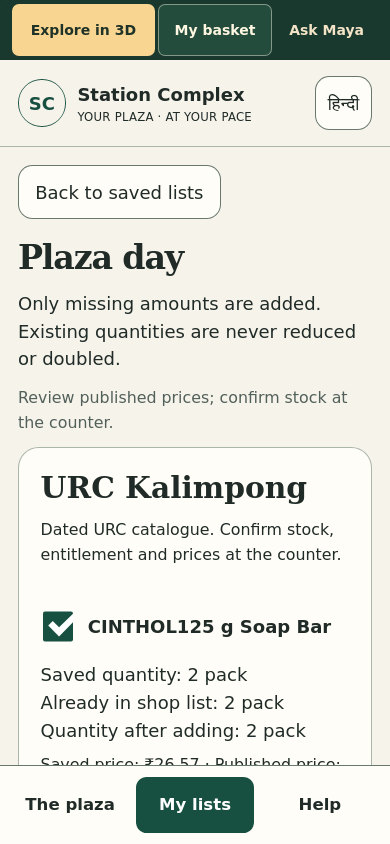 Explore in 3D
My basket
Ask Maya
SC
Station Complex
YOUR PLAZA · AT YOUR PACE
हिन्दी
Back to saved lists
Plaza day
Only missing amounts are added.
Existing quantities are never reduced
or doubled.
Review published prices; confirm stock at
the counter.
URC Kalimpong
Dated URC catalogue. Confirm stock,
entitlement and prices at the counter.
CINTHOL125 g Soap Bar
Saved quantity: 2 pack
Already in shop list: 2 pack
Quantity after adding: 2 pack
Saved price: ₹26.57 · Published price:
The plaza
My lists
Help